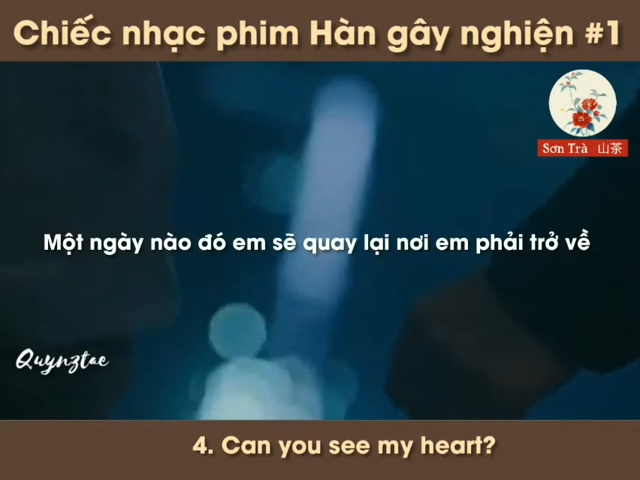 Chiếc nhạc phim Hàn gây nghiện #1
Sơn Trà 山茶
Một ngày nào đó em sẽ quay lại nơi em phải trở về
Quynztae
4. Can you see my heart?